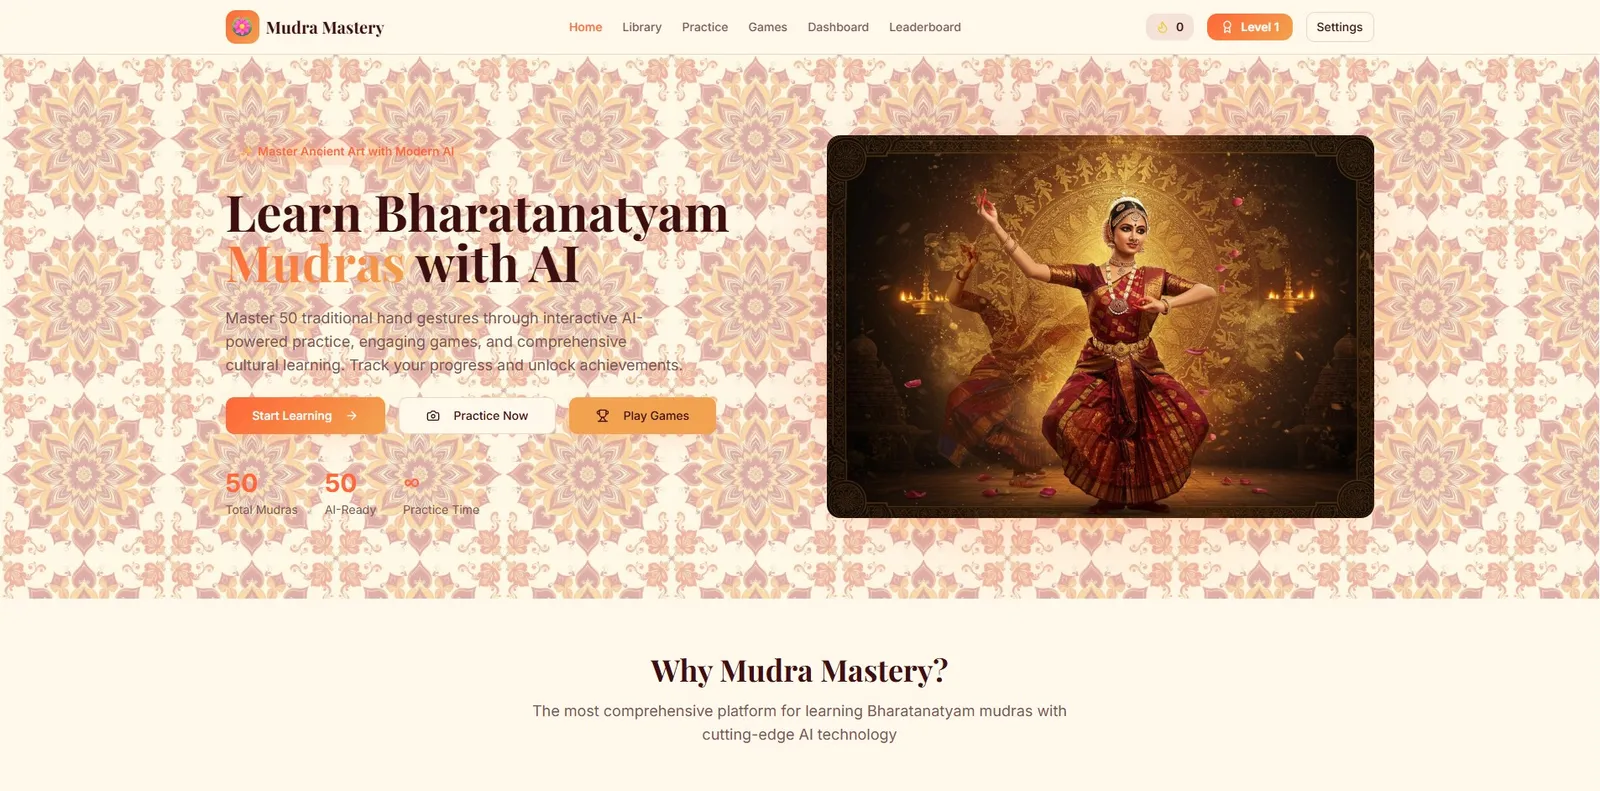 Mudra Mastery
Home
Library
Practice
Games
Dashboard
Leaderboard
0
Level 1
Settings
Master Ancient Art with Modern AI
Learn Bharatanatyam
Mudras with AI
Master 50 traditional hand gestures through interactive AI-
powered practice, engaging games, and comprehensive
cultural learning. Track your progress and unlock achievements.
Start Learning
Practice Now
Play Games
50
Total Mudras
50
AI-Ready
∞
Practice Time
Why Mudra Mastery?
The most comprehensive platform for learning Bharatanatyam mudras with
cutting-edge AI technology